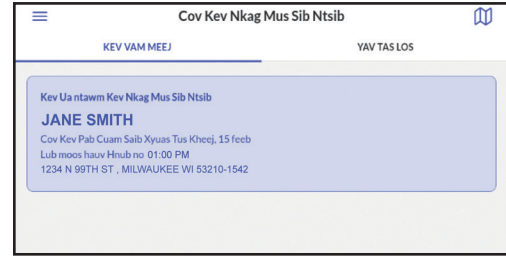 Cov Kev Nkag Mus Sib Ntsib
KEV VAM MEEJ YAV TAS LOS
Kev Ua ntawm Kev Nkag Mus Sib Ntsib
JANE SMITH
Cov Kev Pab Cuam Saib Xyuas Tus Kheej, 15 feeb
Lub moos hauv Hnub no 01:00 PM
1234 N 99TH ST , MILWAUKEE WI 53210-1542